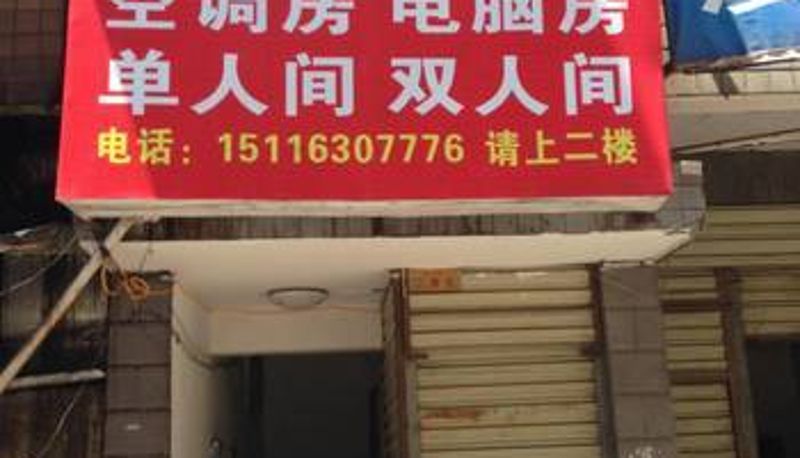 空调房 电脑房
单人间 双人间
电话：15116307776 请上二楼